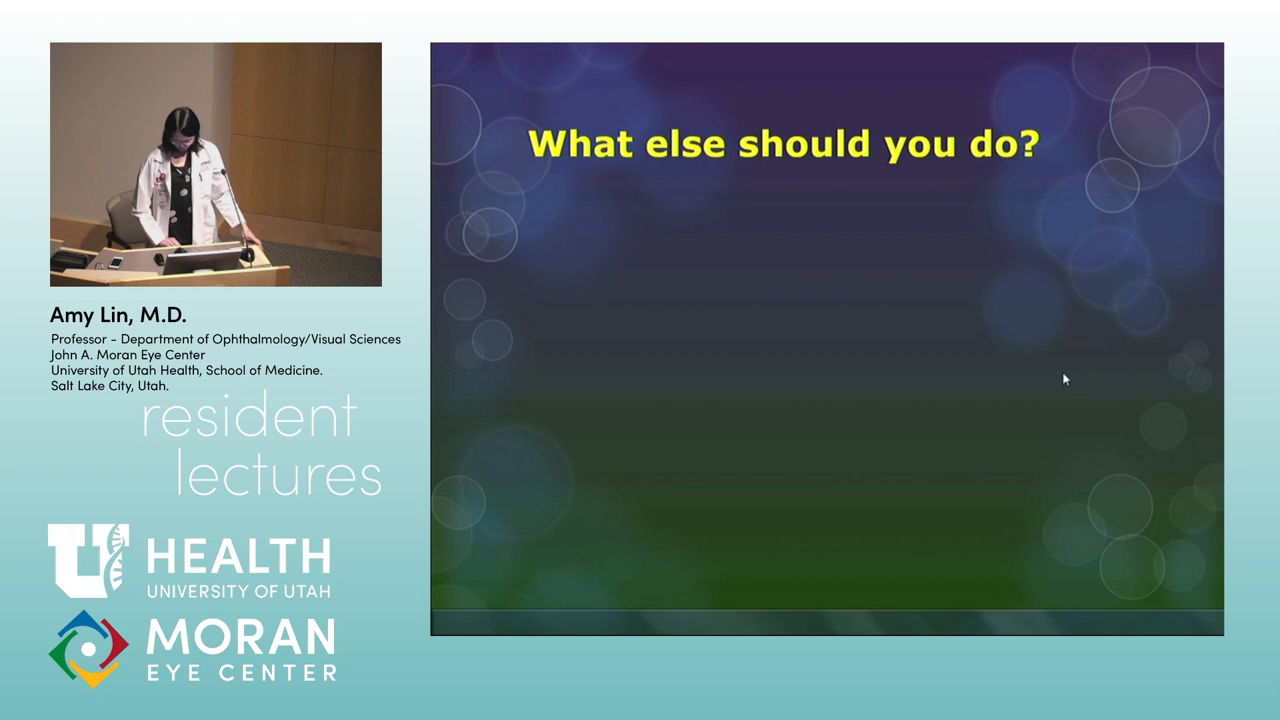 What else should you do?
Amy Lin, M.D.
Professor - Department of Ophthalmology/Visual Sciences
John A. Moran Eye Center
University of Utah Health, School of Medicine.
Salt Lake City, Utah.
resident
lectures
U HEALTH
UNIVERSITY OF UTAH
MORAN
EYE CENTER